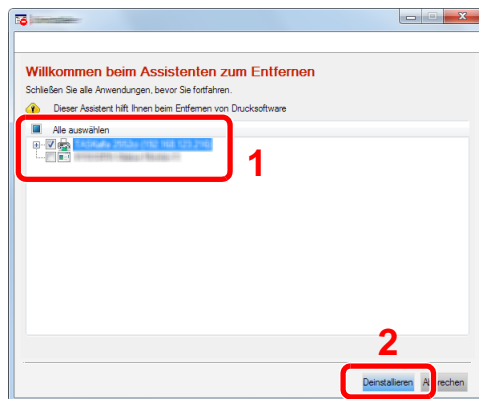 Willkommen beim Assistenten zum Entfernen
Schließen Sie alle Anwendungen, bevor Sie fortfahren.
Dieser Assistent hilft Ihnen beim Entfernen von Drucksoftware
Alle auswählen
1
2
Deinstallieren